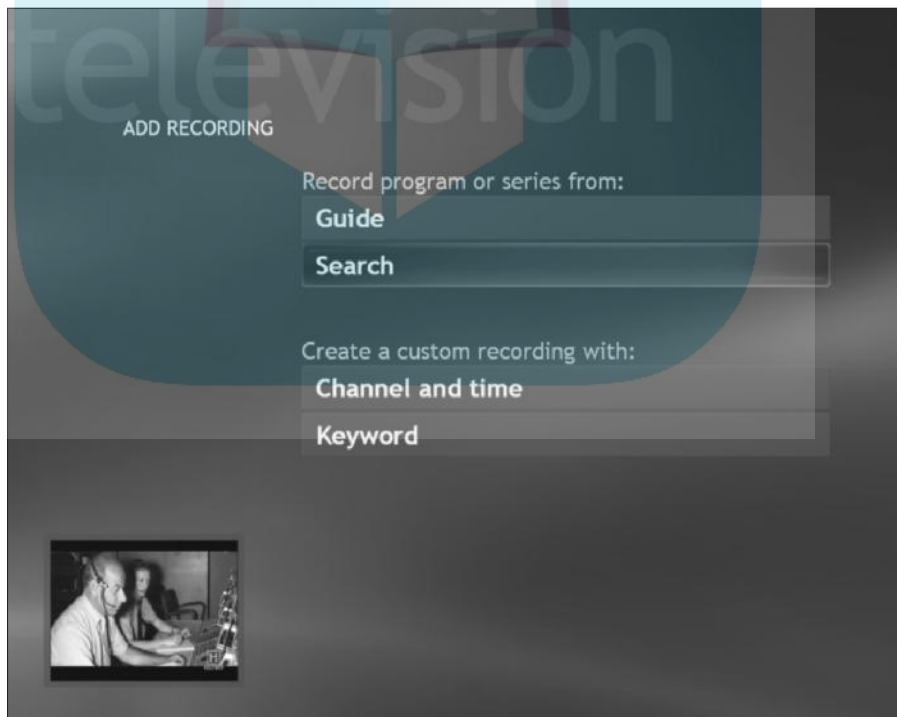 television
ADD RECORDING
Record program or series from:
Guide
Search
Create a custom recording with:
Channel and time
Keyword